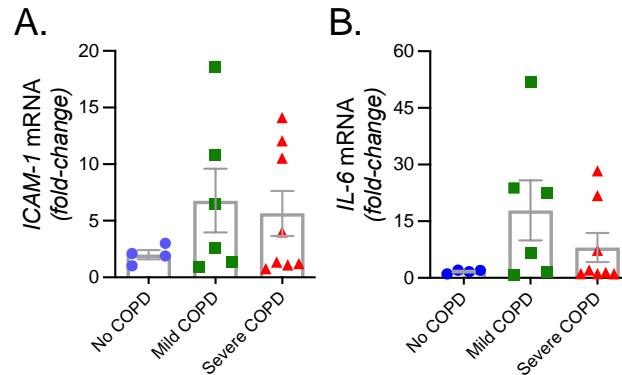 A.
ICAM-1 mRNA
(fold-change)
20
15
10
5
0
No COPD
Mild COPD
Severe COPD
B.
IL-6 mRNA
(fold-change)
60
45
30
15
0
No COPD
Mild COPD
Severe COPD